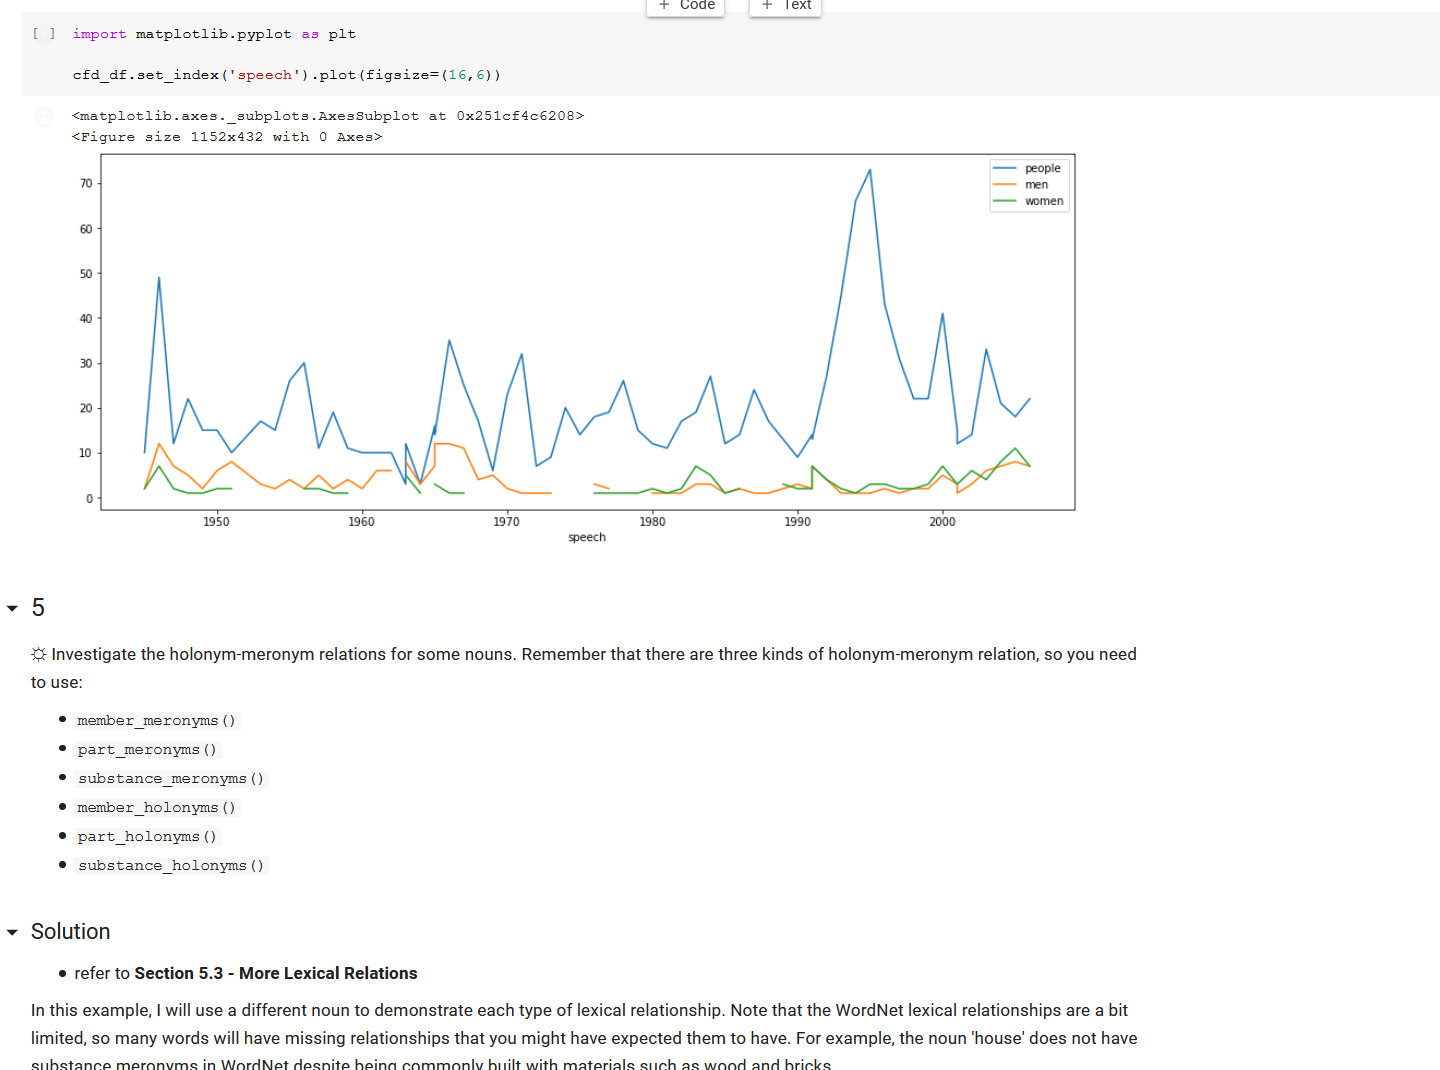 + Code + Text
[ ] import matplotlib.pyplot as plt
cfd_df.set_index('speech').plot(figsize=(16,6))
<matplotlib.axes._subplots.AxesSubplot at 0x251cf4c6208>
<Figure size 1152x432 with 0 Axes>
people
men
women
70
60
50
40
30
20
10
0
1950 1960 1970 1980 1990 2000
speech
5
Investigate the holonym-meronym relations for some nouns. Remember that there are three kinds of holonym-meronym relation, so you need
to use:
• member_meronyms()
• part_meronyms()
• substance_meronyms()
• member_holonyms()
• part_holonyms()
• substance_holonyms()
Solution
• refer to Section 5.3 - More Lexical Relations
In this example, I will use a different noun to demonstrate each type of lexical relationship. Note that the WordNet lexical relationships are a bit
limited, so many words will have missing relationships that you might have expected them to have. For example, the noun 'house' does not have
substance meronyms in WordNet despite being commonly built with materials such as wood and bricks.